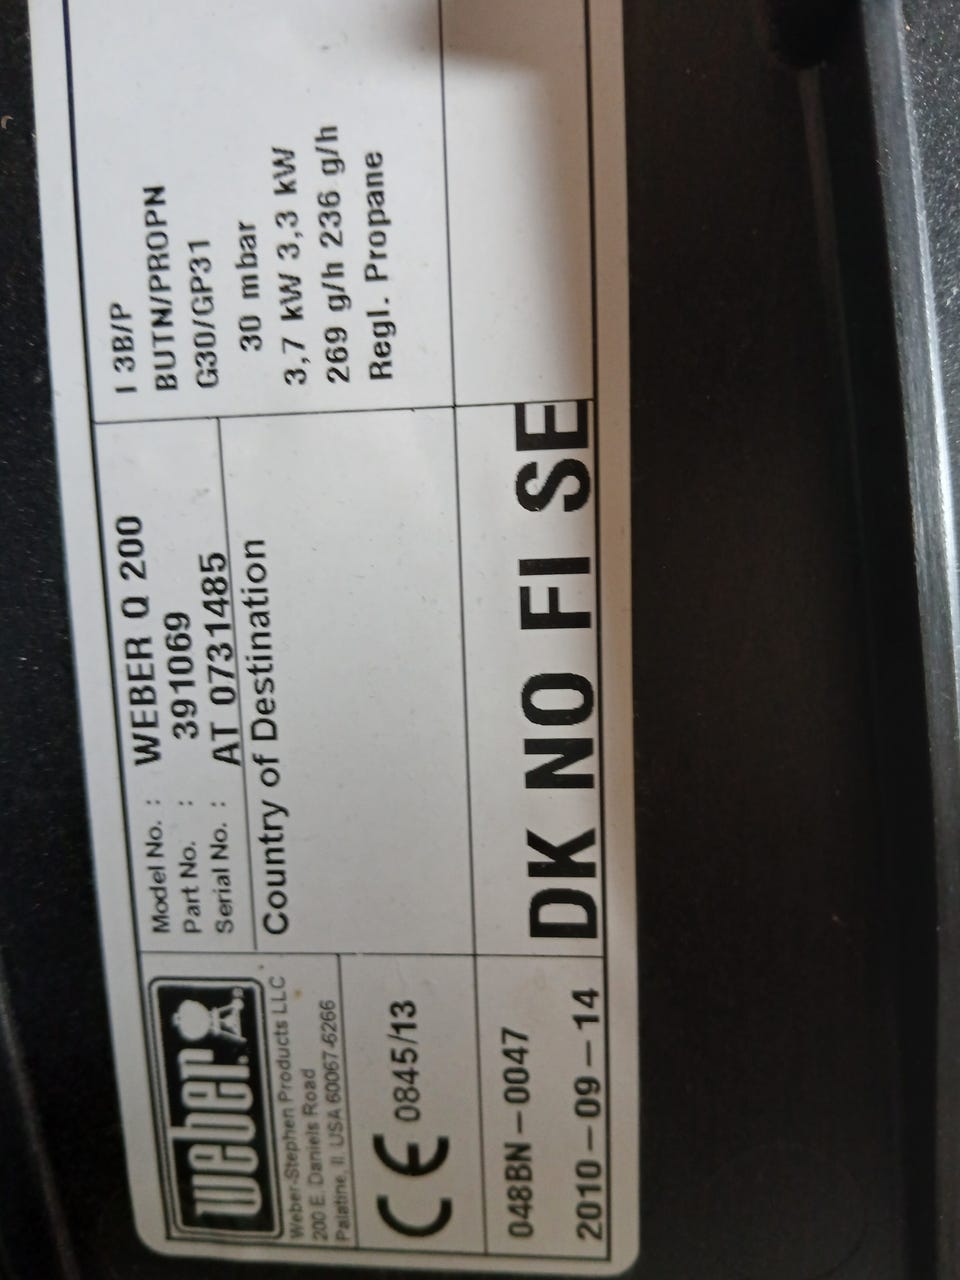 weber
Weber-Stephen Products LLC
200 E. Daniels Road
Palatine, Il. USA 60067-6266
CE 0845/13
048BN-0047
2010-09-14
Model No. : WEBER Q 200
Part No. : 391069
Serial No. : AT 0731485
Country of Destination
DK NO FI SE
I 3B/P
BUTN/PROPN
G30/GP31
30 mbar
3,7 kW 3,3 kW
269 g/h 236 g/h
Regl. Propane